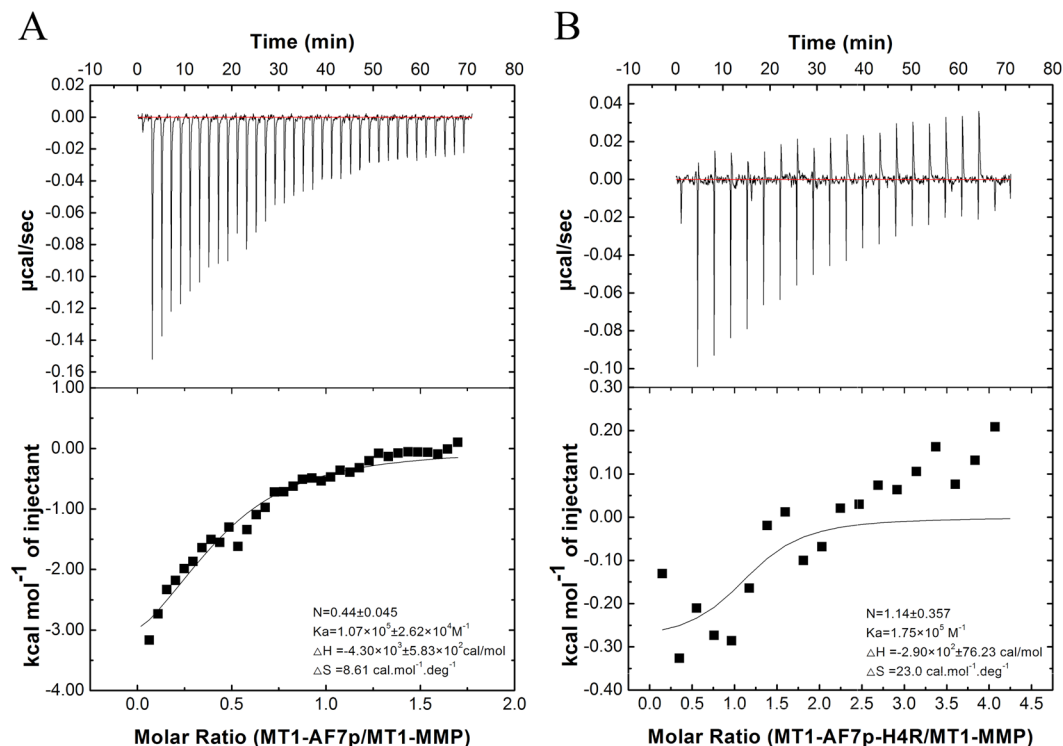 A
Time (min)
-10 0 10 20 30 40 50 60 70 80
0.02
0.00
-0.02
-0.04
-0.06
-0.08
-0.10
-0.12
-0.14
-0.16
µcal/sec
1.00
0.00
-1.00
-2.00
-3.00
-4.00
kcal mol⁻¹ of injectant
N=0.44±0.045
Ka=1.07×10⁵±2.62×10⁴M⁻¹
△H =-4.30×10³±5.83×10²cal/mol
△S =8.61 cal.mol⁻¹.deg⁻¹
0.0 0.5 1.0 1.5 2.0
Molar Ratio (MT1-AF7p/MT1-MMP)
B
Time (min)
-10 0 10 20 30 40 50 60 70 80
0.04
0.02
0.00
-0.02
-0.04
-0.06
-0.08
-0.10
µcal/sec
0.30
0.20
0.10
0.00
-0.10
-0.20
-0.30
-0.40
kcal mol⁻¹ of injectant
N=1.14±0.357
Ka=1.75×10⁵ M⁻¹
△H =-2.90×10²±76.23 cal/mol
△S =23.0 cal.mol⁻¹.deg⁻¹
0.0 0.5 1.0 1.5 2.0 2.5 3.0 3.5 4.0 4.5
Molar Ratio (MT1-AF7p-H4R/MT1-MMP)